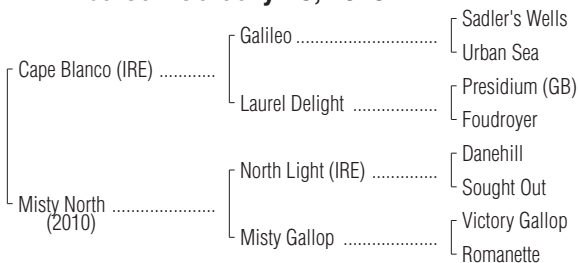 Sadler's Wells
Galileo
Urban Sea
Cape Blanco (IRE)
Presidium (GB)
Laurel Delight
Foudroyer
Danehill
North Light (IRE)
Sought Out
Misty North
(2010)
Victory Gallop
Misty Gallop
Romanette